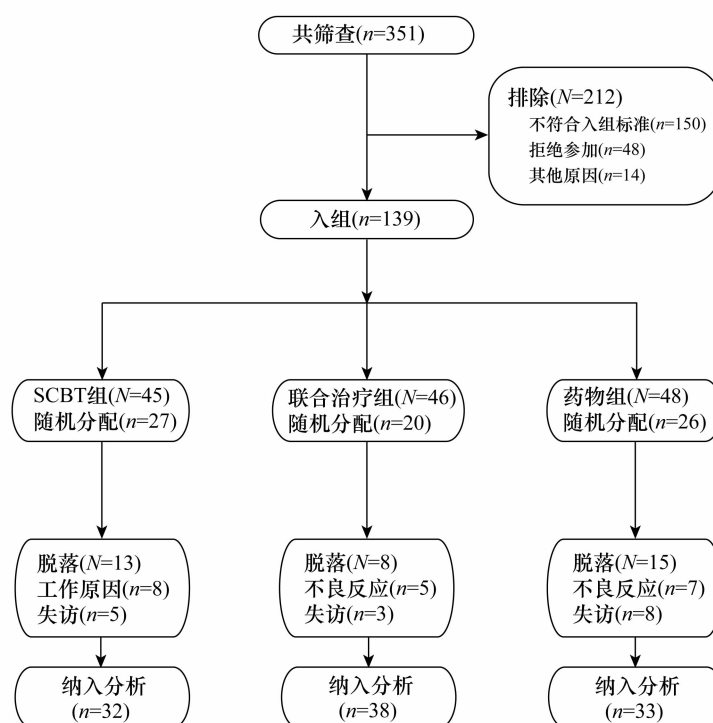 共筛查(n=351)
排除(N=212)
不符合入组标准(n=150)
拒绝参加(n=48)
其他原因(n=14)
入组(n=139)
SCBT组(N=45)
随机分配(n=27)
联合治疗组(N=46)
随机分配(n=20)
药物组(N=48)
随机分配(n=26)
脱落(N=13)
工作原因(n=8)
失访(n=5)
脱落(N=8)
不良反应(n=5)
失访(n=3)
脱落(N=15)
不良反应(n=7)
失访(n=8)
纳入分析
(n=32)
纳入分析
(n=38)
纳入分析
(n=33)